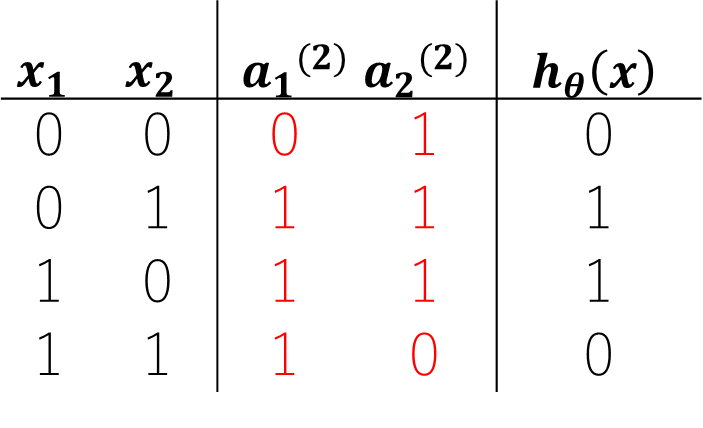 x₁ x₂ a₁⁽²⁾ a₂⁽²⁾ hθ(x)
0 0 0 1 0
0 1 1 1 1
1 0 1 1 1
1 1 1 0 0